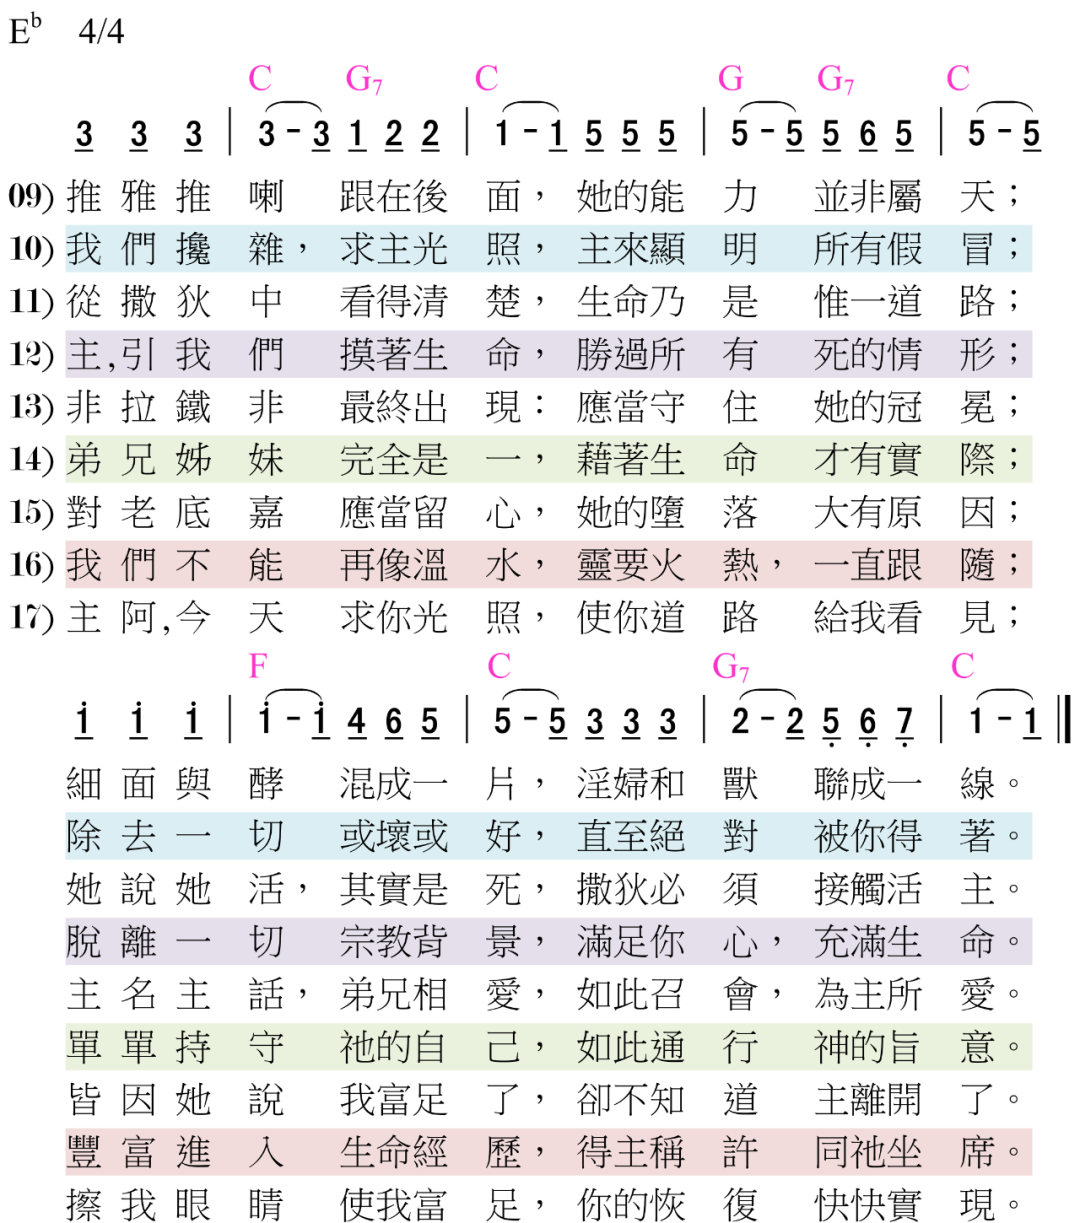 E♭ 4/4
C G7 C G G7 C
3 3 3 | 3 - 3 1 2 2 | 1 - 1 5 5 5 | 5 - 5 5 6 5 | 5 - 5
09) 推雅推喇 跟在後面，她的能力 並非屬天；
10) 我們攙雜，求主光照，主來顯明 所有假冒；
11) 從撒狄中 看得清楚，生命乃是 惟一道路；
12) 主,引我們 摸著生命，勝過所有 死的情形；
13) 非拉鐵非 最終出現：應當守住 她的冠冕；
14) 弟兄姊妹 完全是一，藉著生命 才有實際；
15) 對老底嘉 應當留心，她的墮落 大有原因；
16) 我們不能 再像溫水，靈要火熱，一直跟隨；
17) 主阿,今天 求你光照，使你道路 給我看見；
F C G7 C
i i i | i - i 4 6 5 | 5 - 5 3 3 3 | 2 - 2 5̣ 6̣ 7̣ | 1 - 1 ‖
細面與酵 混成一片，淫婦和獸 聯成一線。
除去一切 或壞或好，直至絕對 被你得著。
她說她活，其實是死，撒狄必須 接觸活主。
脫離一切 宗教背景，滿足你心，充滿生命。
主名主話，弟兄相愛，如此召會，為主所愛。
單單持守 祂的自己，如此通行 神的旨意。
皆因她說 我富足了，卻不知道 主離開了。
豐富進入 生命經歷，得主稱許 同祂坐席。
擦我眼睛 使我富足，你的恢復 快快實現。